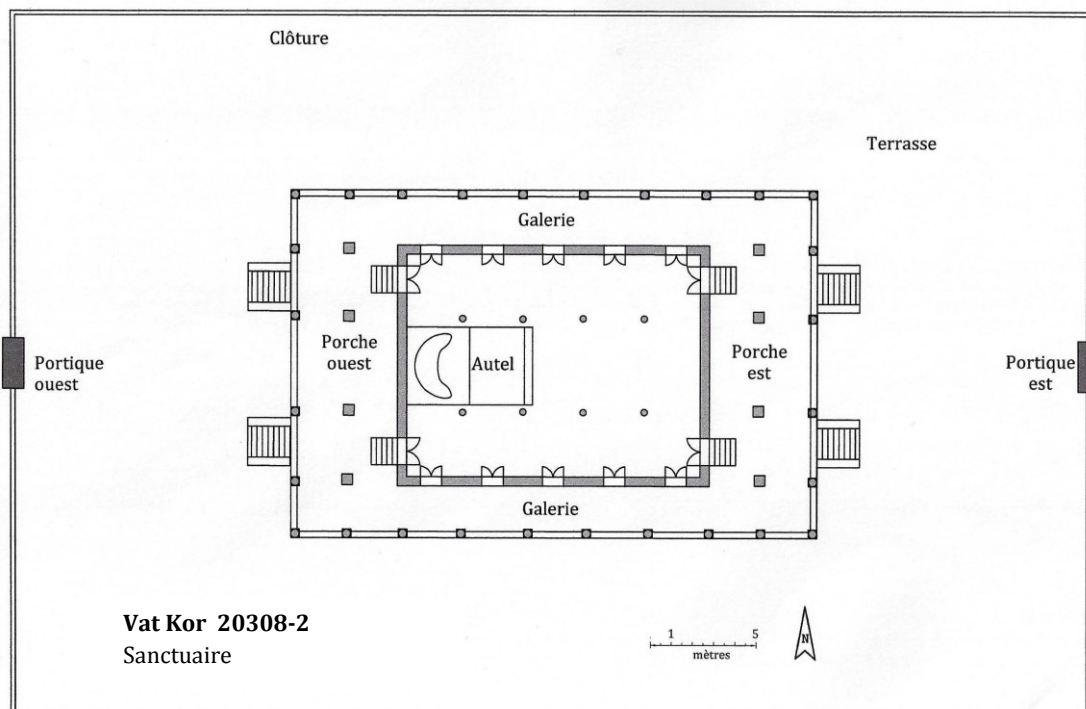 Clôture
Terrasse
Galerie
Porche
ouest
Autel
Porche
est
Portique
ouest
Portique
est
Galerie
Vat Kor 20308-2
Sanctuaire
1 5
mètres
N